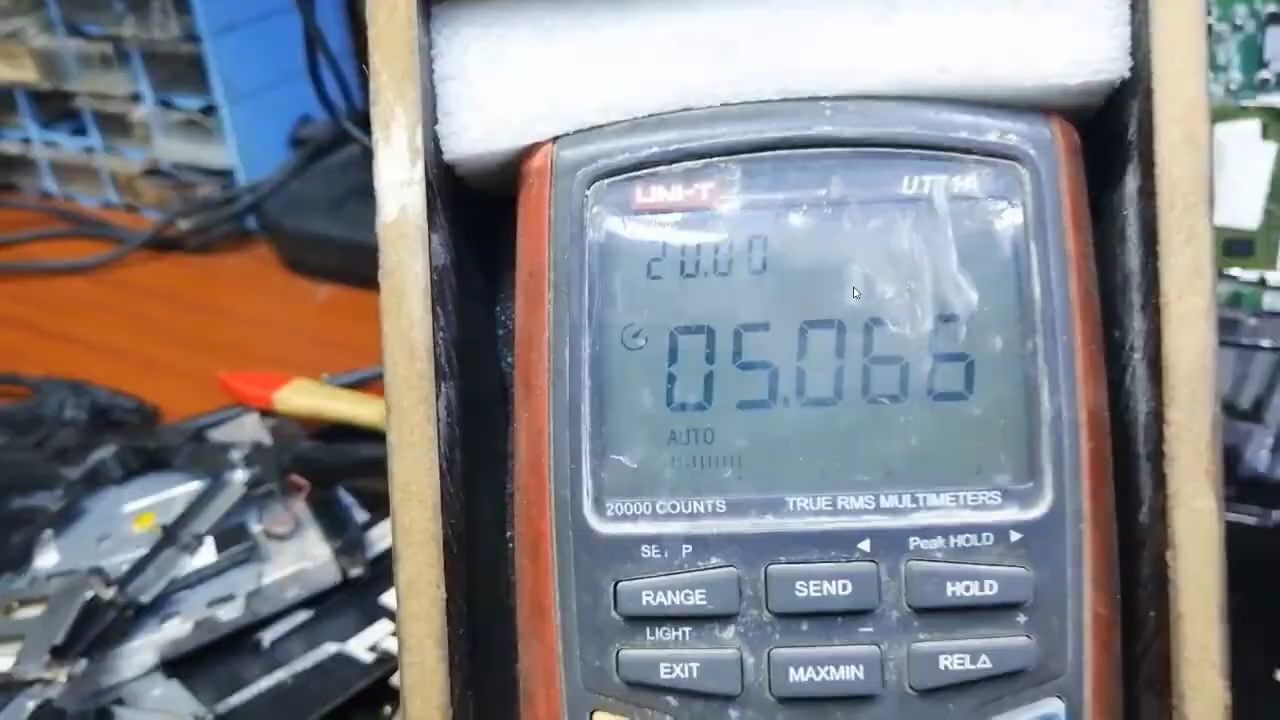 UNI-T
UT71A
20.00
05.066
AUTO
20000 COUNTS
TRUE RMS MULTIMETERS
Peak HOLD
RANGE
SEND
HOLD
LIGHT
EXIT
MAXMIN
RELΔ